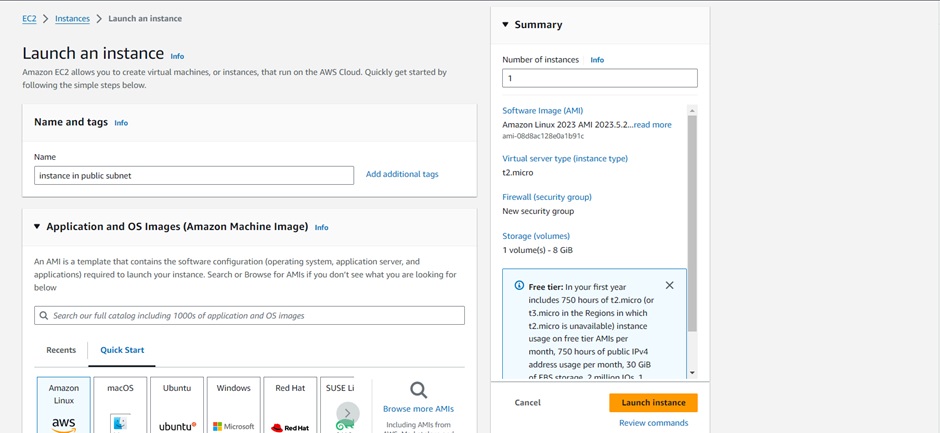 EC2 > Instances > Launch an instance
Launch an instance Info
Amazon EC2 allows you to create virtual machines, or instances, that run on the AWS Cloud. Quickly get started by
following the simple steps below.
Name and tags Info
Name
instance in public subnet
Add additional tags
Application and OS Images (Amazon Machine Image) Info
An AMI is a template that contains the software configuration (operating system, application server, and
applications) required to launch your instance. Search or Browse for AMIs if you don't see what you are looking for
below
Search our full catalog including 1000s of application and OS images
Recents
Quick Start
Amazon
Linux
aws
macOS
Ubuntu
ubuntu
Windows
Microsoft
Red Hat
Red Hat
SUSE Li
Browse more AMIs
Including AMIs from
Summary
Number of instances Info
1
Software Image (AMI)
Amazon Linux 2023 AMI 2023.5.2...read more
ami-08d8ac128e0a1b91c
Virtual server type (instance type)
t2.micro
Firewall (security group)
New security group
Storage (volumes)
1 volume(s) - 8 GiB
Free tier: In your first year
includes 750 hours of t2.micro (or
t3.micro in the Regions in which
t2.micro is unavailable) instance
usage on free tier AMIs per
month, 750 hours of public IPv4
address usage per month, 30 GiB
of EBS storage, 2 million IOs, 1
Cancel
Launch instance
Review commands